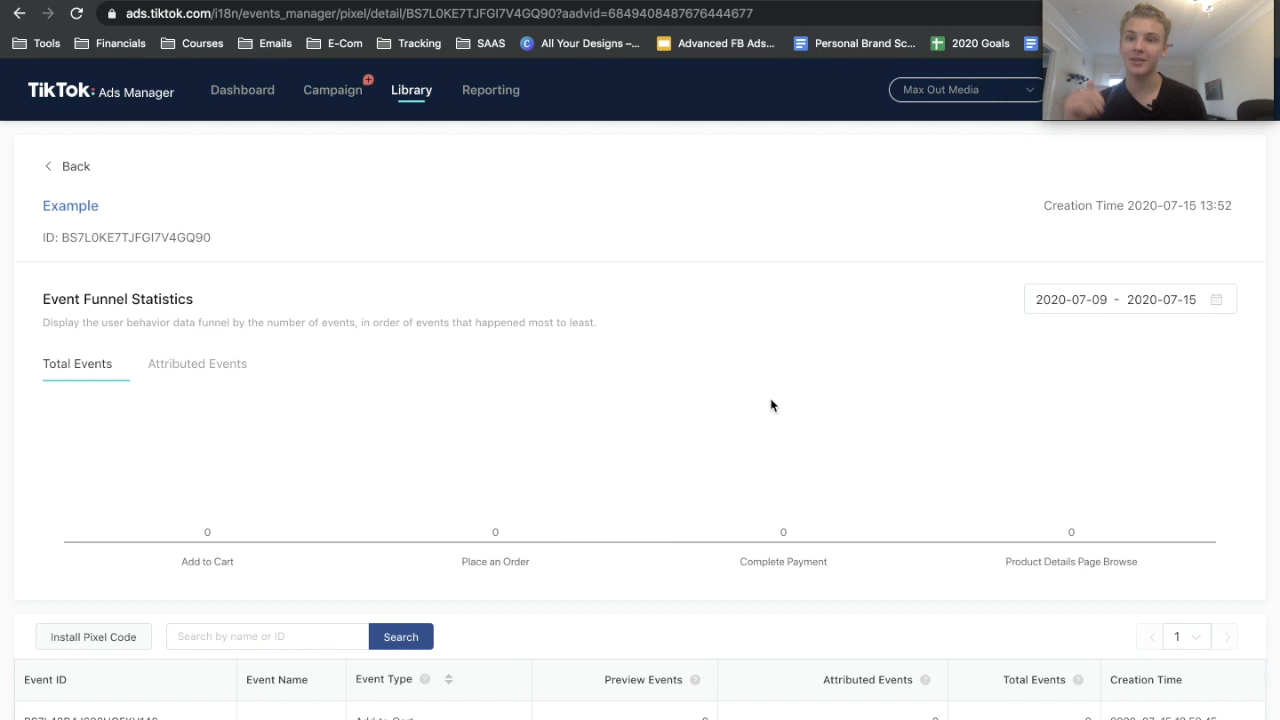 ads.tiktok.com/i18n/events_manager/pixel/detail/BS7L0KE7TJFGI7V4GQ90?aadvid=6849408487676444677
Tools Financials Courses Emails E-Com Tracking SAAS All Your Designs –... Advanced FB Ads... Personal Brand Sc... 2020 Goals
TikTok: Ads Manager Dashboard Campaign Library Reporting Max Out Media
Back
Example
Creation Time 2020-07-15 13:52
ID: BS7L0KE7TJFGI7V4GQ90
Event Funnel Statistics
2020-07-09 - 2020-07-15
Display the user behavior data funnel by the number of events, in order of events that happened most to least.
Total Events Attributed Events
0 0 0 0
Add to Cart Place an Order Complete Payment Product Details Page Browse
Install Pixel Code Search by name or ID Search 1
Event ID Event Name Event Type Preview Events Attributed Events Total Events Creation Time